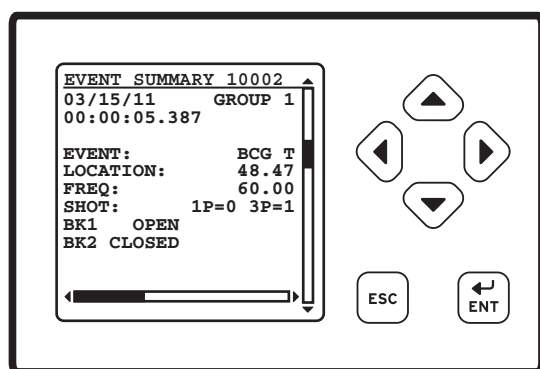 EVENT SUMMARY 10002
03/15/11 GROUP 1
00:00:05.387
EVENT: BCG T
LOCATION: 48.47
FREQ: 60.00
SHOT: 1P=0 3P=1
BK1 OPEN
BK2 CLOSED
ESC
ENT